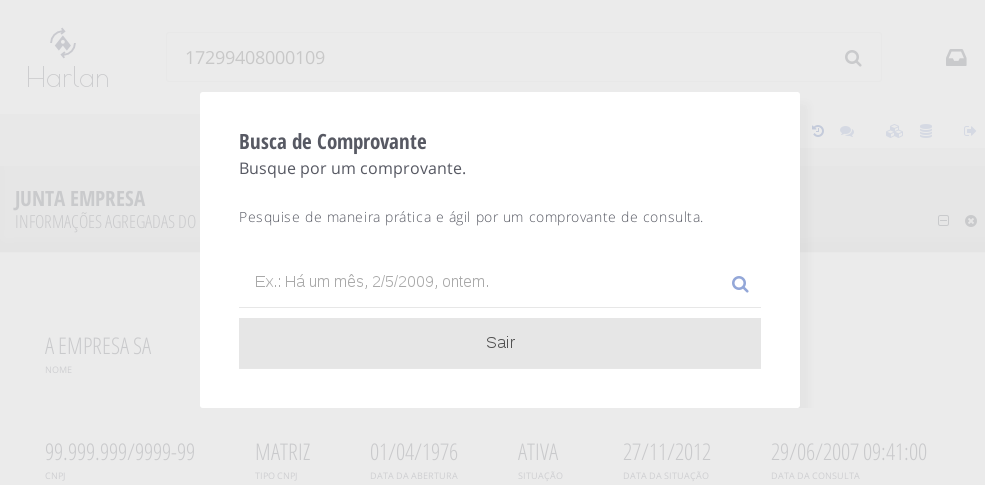 Harlan
17299408000109
Busca de Comprovante
Busque por um comprovante.
JUNTA EMPRESA
INFORMAÇÕES AGREGADAS DO
Pesquise de maneira prática e ágil por um comprovante de consulta.
Ex.: Há um mês, 2/5/2009, ontem.
Sair
A EMPRESA SA
NOME
99.999.999/9999-99 MATRIZ 01/04/1976 ATIVA 27/11/2012 29/06/2007 09:41:00
CNPJ TIPO CNPJ DATA DA ABERTURA SITUAÇÃO DATA DA SITUAÇÃO DATA DA CONSULTA